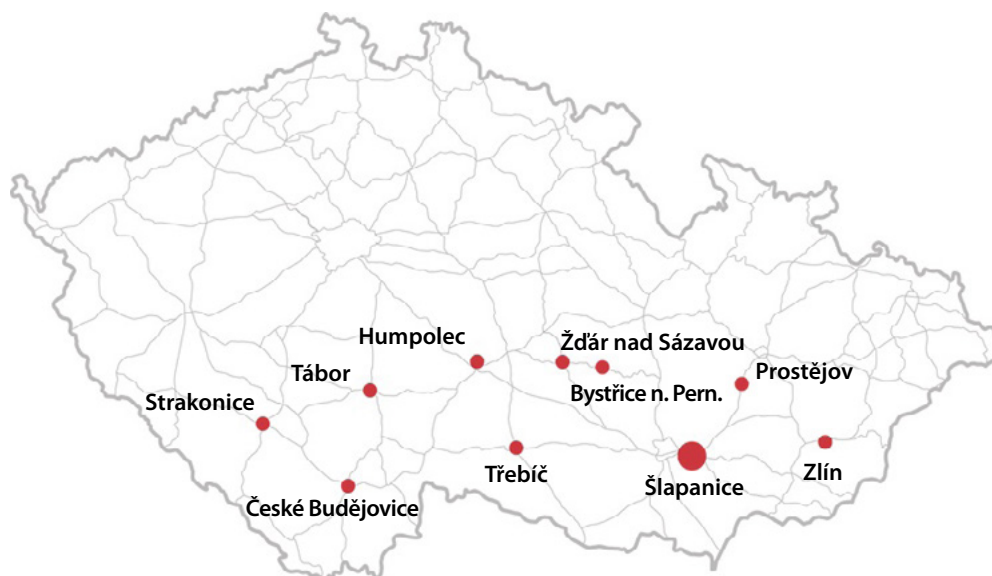 Humpolec
Žďár nad Sázavou
Tábor
Prostějov
Bystřice n. Pern.
Strakonice
Třebíč
Zlín
Šlapanice
České Budějovice